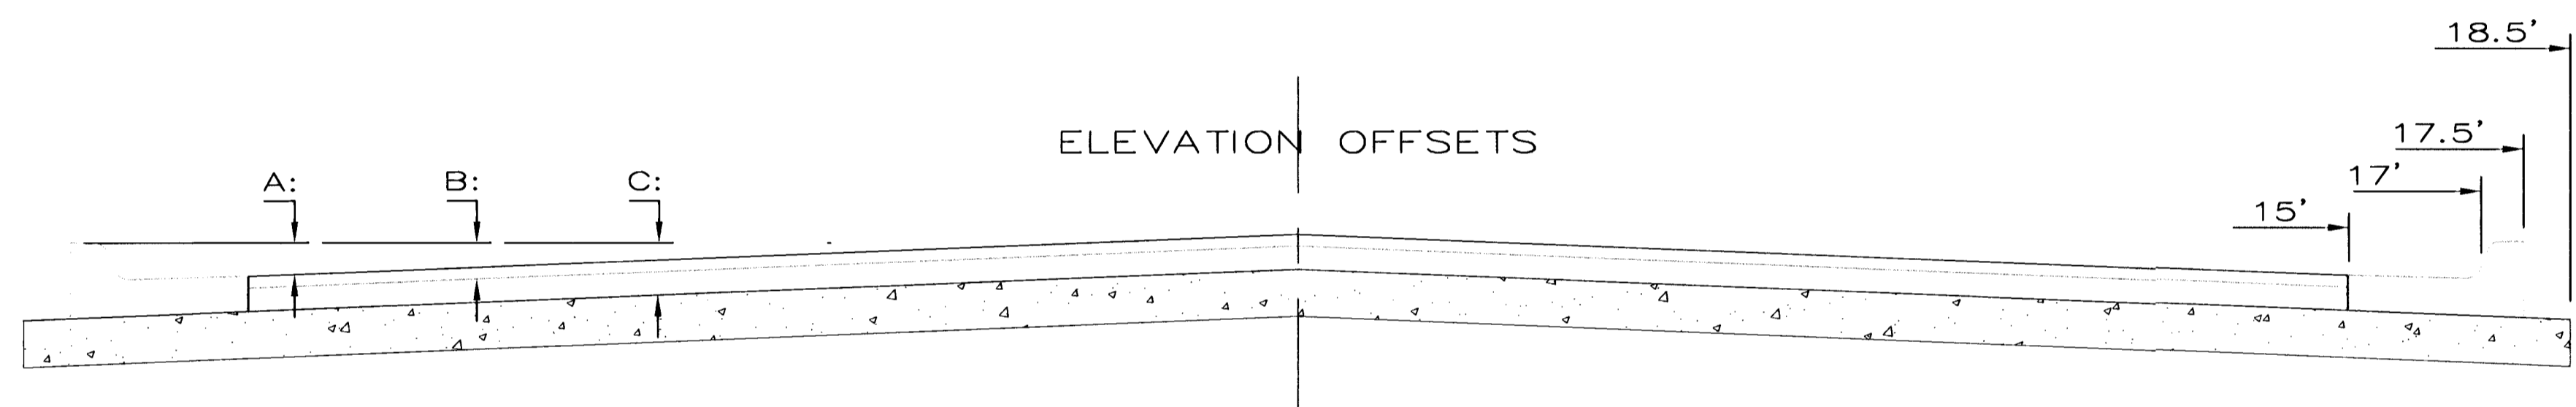 18.5’
17.5’
ELEVATION OFFSETS
17’
A: B: C:
15’